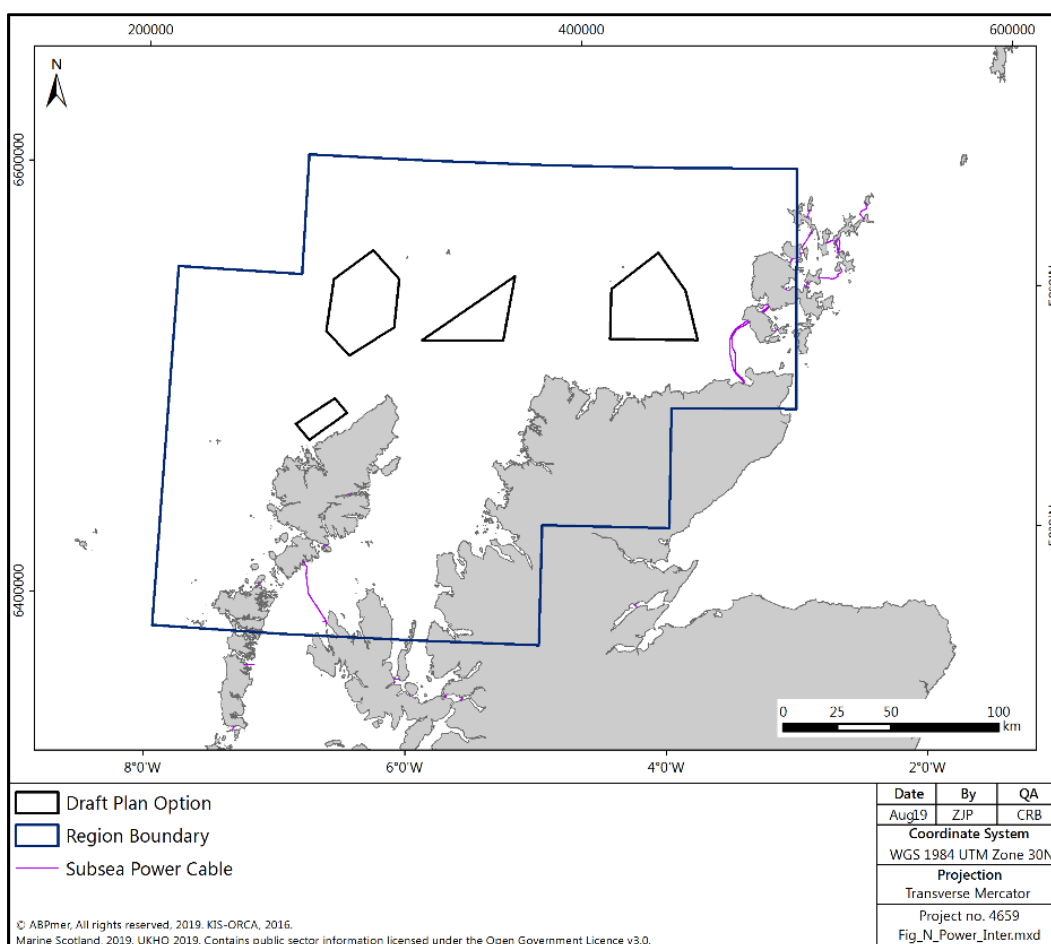 200000
400000
600000
N
6600000
6400000
0
25
50
100
km
8°0'W
6°0'W
4°0'W
2°0'W
Draft Plan Option
Region Boundary
Subsea Power Cable
Date By QA
Aug19 ZJP CRB
Coordinate System
WGS 1984 UTM Zone 30N
Projection
Transverse Mercator
Project no. 4659
Fig_N_Power_Inter.mxd
© ABPmer, All rights reserved, 2019. KIS-ORCA, 2016.
Marine Scotland, 2019. UKHO 2019. Contains public sector information licensed under the Open Government Licence v3.0.